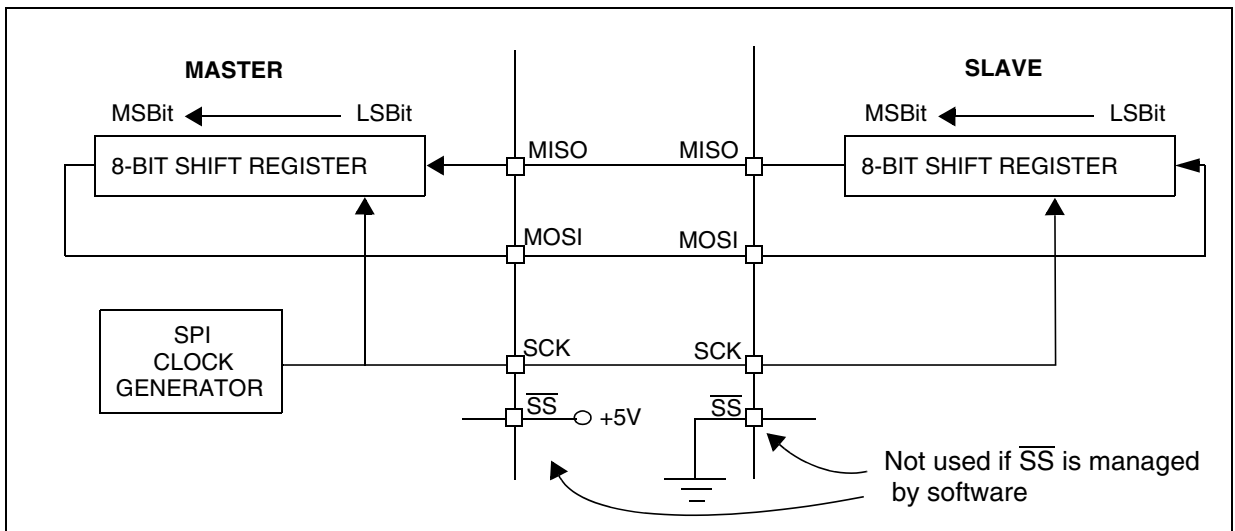 MASTER
SLAVE
MSBit
LSBit
MSBit
LSBit
8-BIT SHIFT REGISTER
MISO
MISO
8-BIT SHIFT REGISTER
MOSI
MOSI
SPI
CLOCK
GENERATOR
SCK
SCK
SS
+5V
SS
Not used if SS is managed
by software